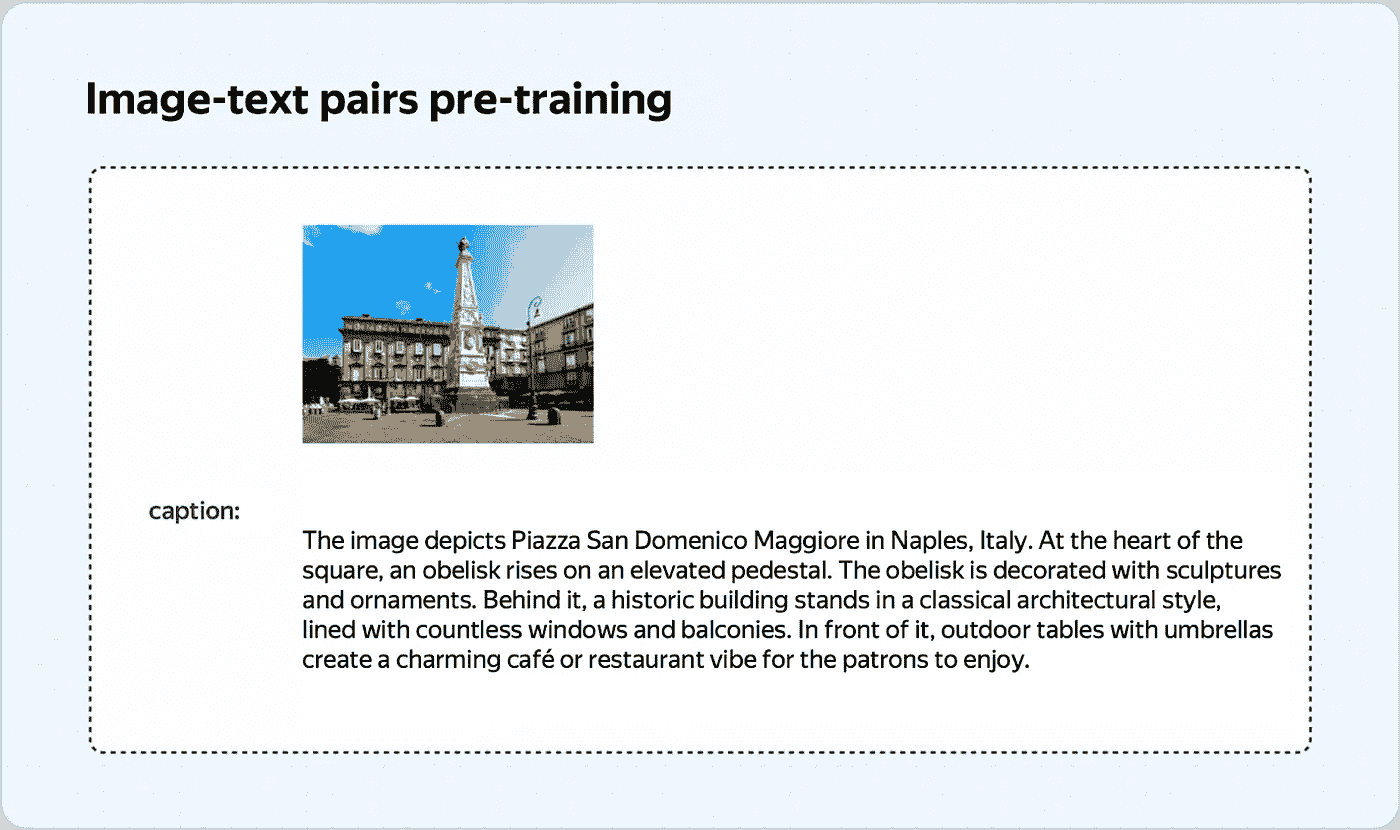 Image-text pairs pre-training
caption:
The image depicts Piazza San Domenico Maggiore in Naples, Italy. At the heart of the
square, an obelisk rises on an elevated pedestal. The obelisk is decorated with sculptures
and ornaments. Behind it, a historic building stands in a classical architectural style,
lined with countless windows and balconies. In front of it, outdoor tables with umbrellas
create a charming café or restaurant vibe for the patrons to enjoy.